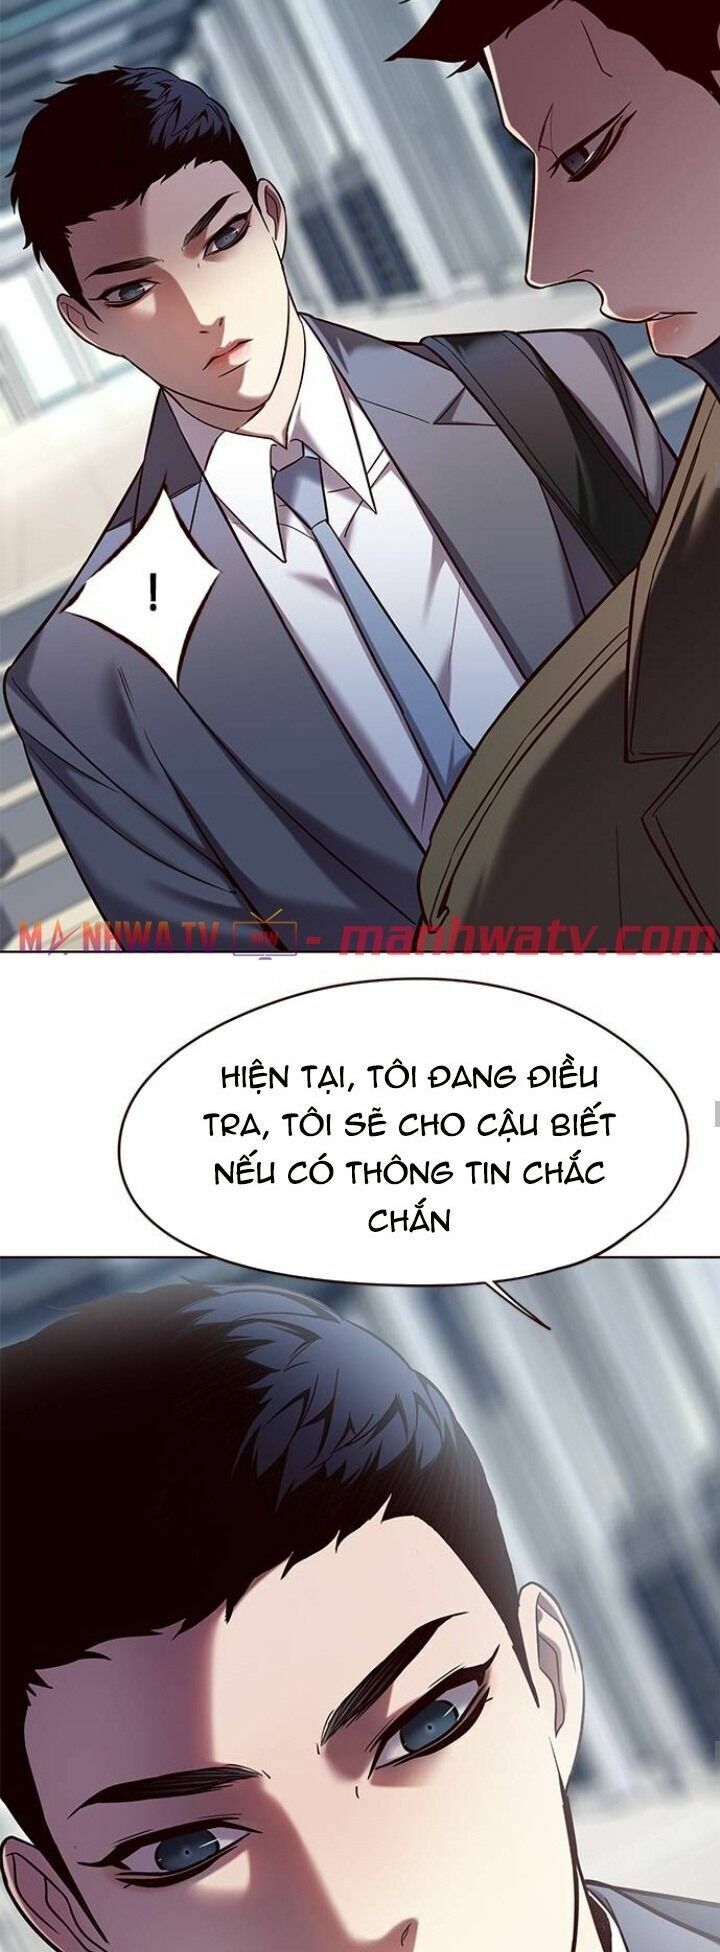 !
MANHWATV MW - manhwatv.com
HIỆN TẠI, TÔI ĐANG ĐIỀU
TRA, TÔI SẼ CHO CẬU BIẾT
NẾU CÓ THÔNG TIN CHẮC
CHẮN